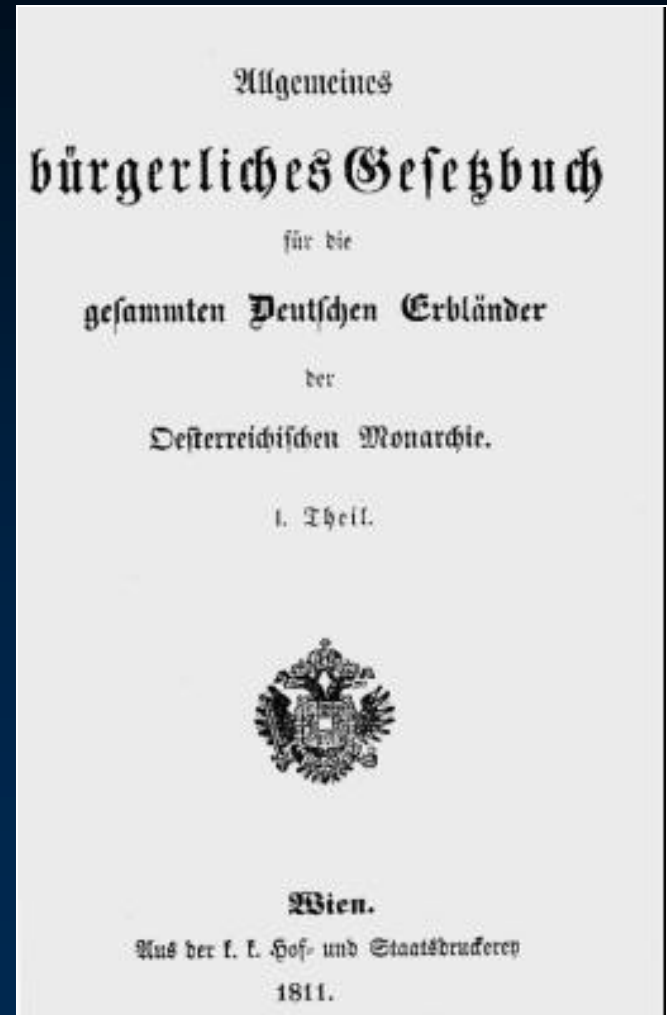 Allgemeines
bürgerliches Gesetzbuch
für die
gesammten Deutschen Erbländer
der
Oesterreichischen Monarchie.
I. Theil.
Wien.
Aus der k. k. Hof- und Staatsdruckerey
1811.